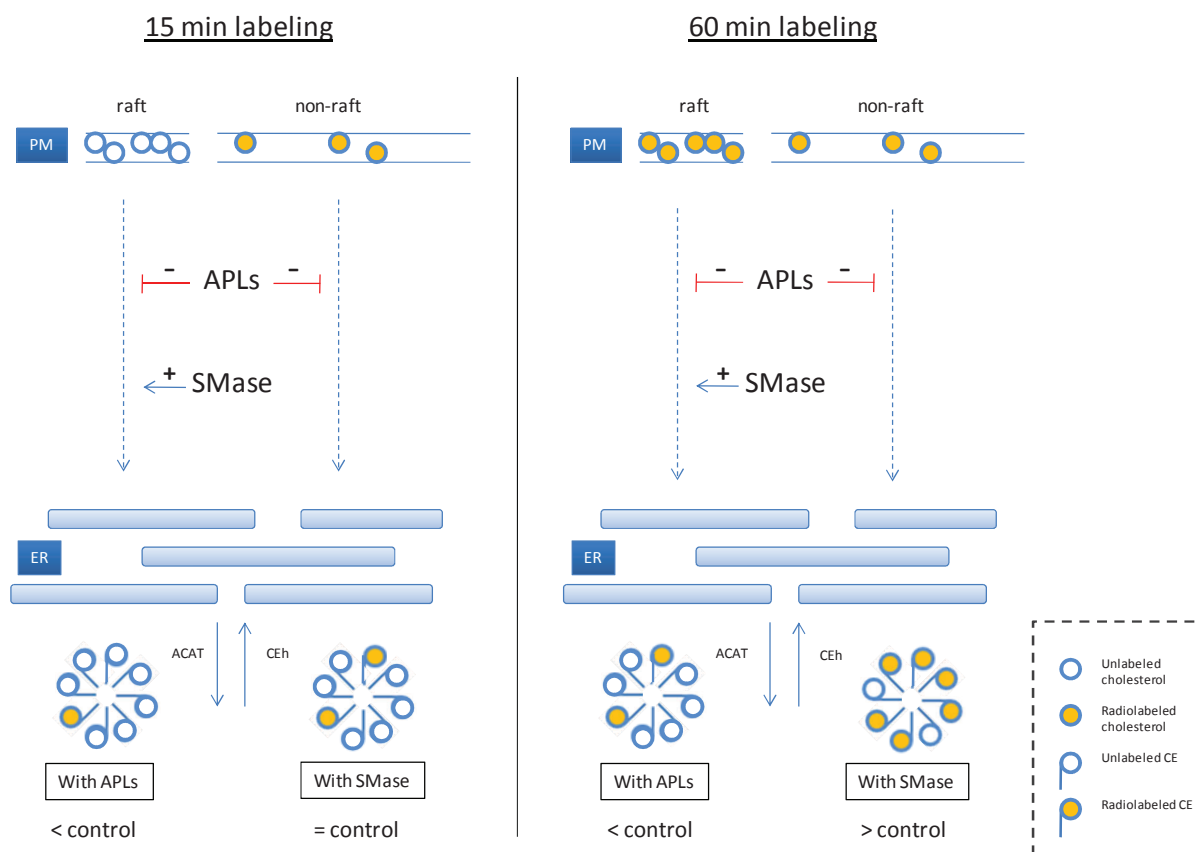 15 min labeling
raft
non-raft
PM
- APLs -
+ SMase
ER
ACAT
CEh
With APLs
With SMase
< control
= control
60 min labeling
raft
non-raft
PM
- APLs -
+ SMase
ER
ACAT
CEh
With APLs
With SMase
< control
> control
Unlabeled
cholesterol
Radiolabeled
cholesterol
Unlabeled CE
Radiolabeled CE